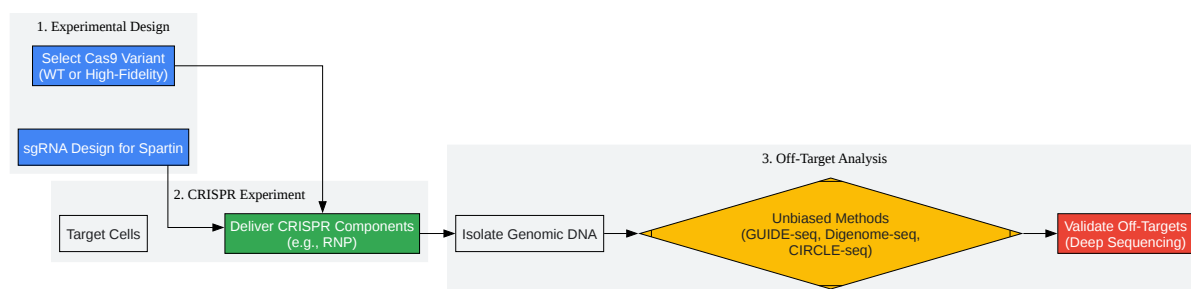 1. Experimental Design
Select Cas9 Variant
(WT or High-Fidelity)
sgRNA Design for Spartin
2. CRISPR Experiment
Target Cells
Deliver CRISPR Components
(e.g., RNP)
3. Off-Target Analysis
Isolate Genomic DNA
Unbiased Methods
(GUIDE-seq, Digenome-seq,
CIRCLE-seq)
Validate Off-Targets
(Deep Sequencing)